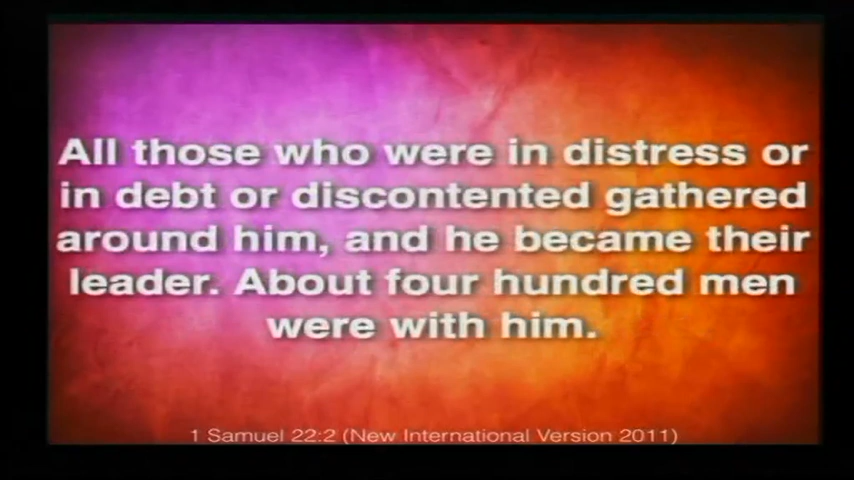 All those who were in distress or
in debt or discontented gathered
around him, and he became their
leader. About four hundred men
were with him.
1 Samuel 22:2 (New International Version 2011)